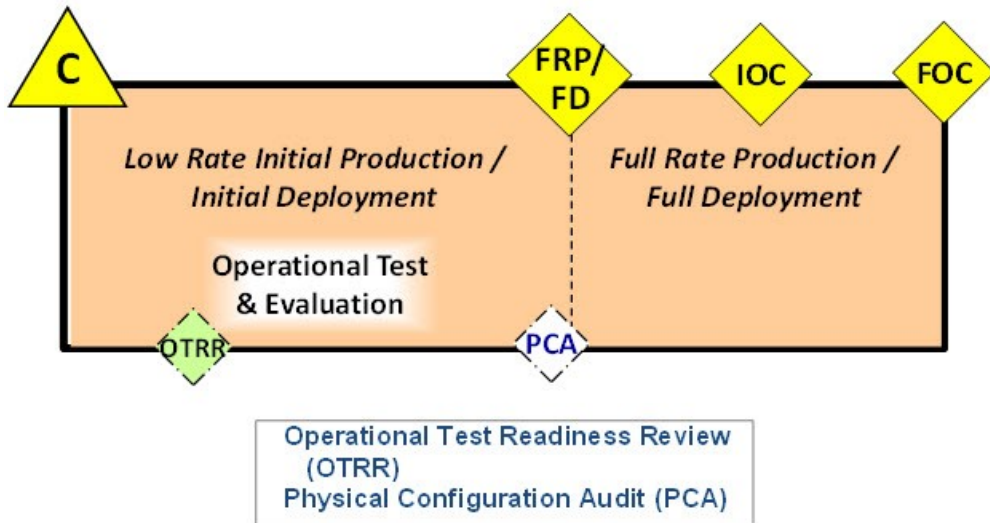 C
FRP/
FD
IOC
FOC
Low Rate Initial Production /
Initial Deployment
Full Rate Production /
Full Deployment
Operational Test
& Evaluation
OTRR
PCA
Operational Test Readiness Review
(OTRR)
Physical Configuration Audit (PCA)